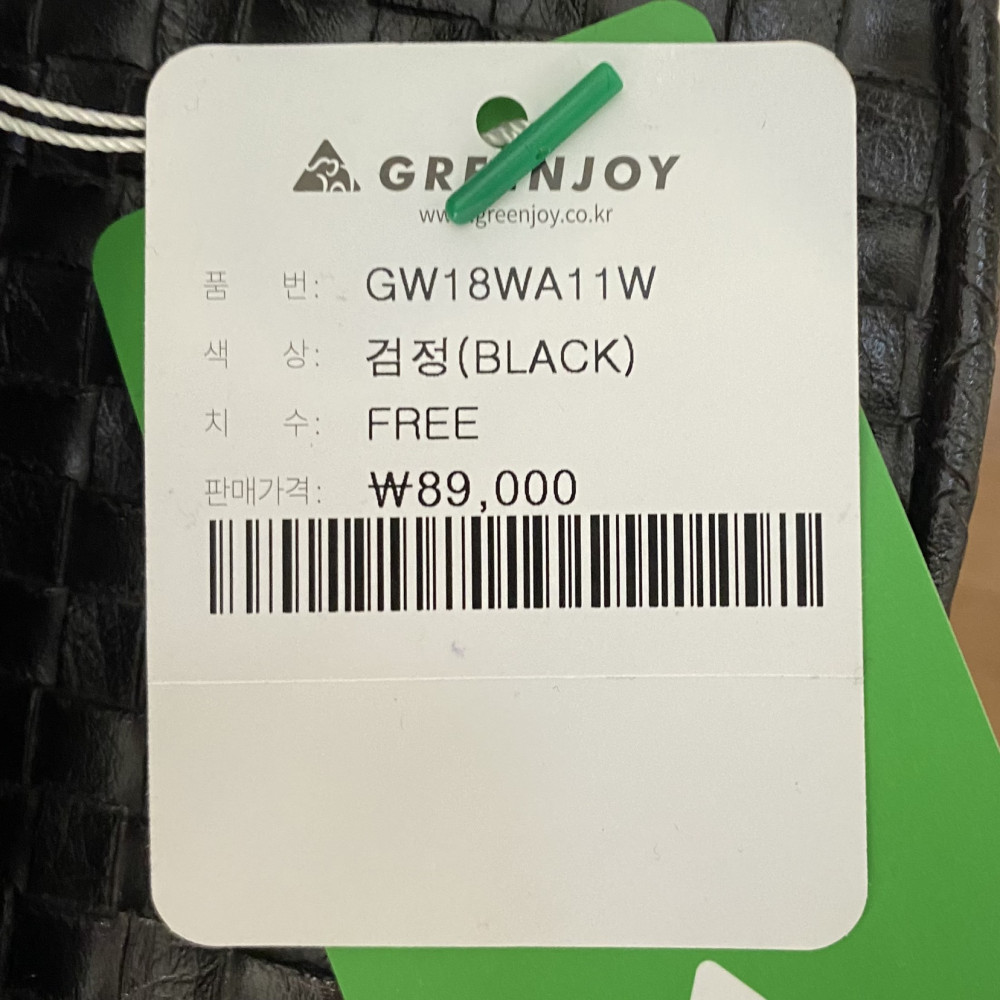 GREENJOY
www.greenjoy.co.kr
품 번: GW18WA11W
색 상: 검정(BLACK)
치 수: FREE
판매가격: ₩89,000